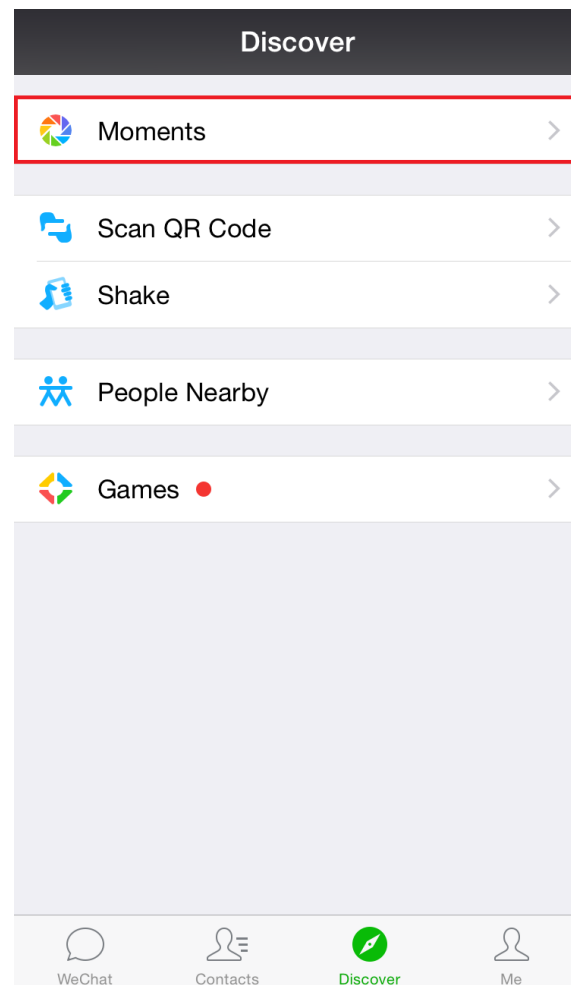 Discover
Moments
Scan QR Code
Shake
People Nearby
Games
WeChat Contacts Discover Me